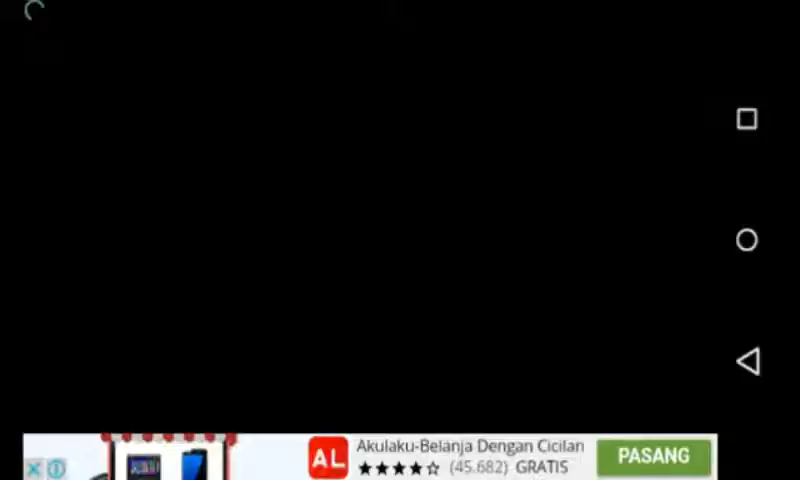 AL
Akulaku-Belanja Dengan Cicilan
(45.682) GRATIS
PASANG